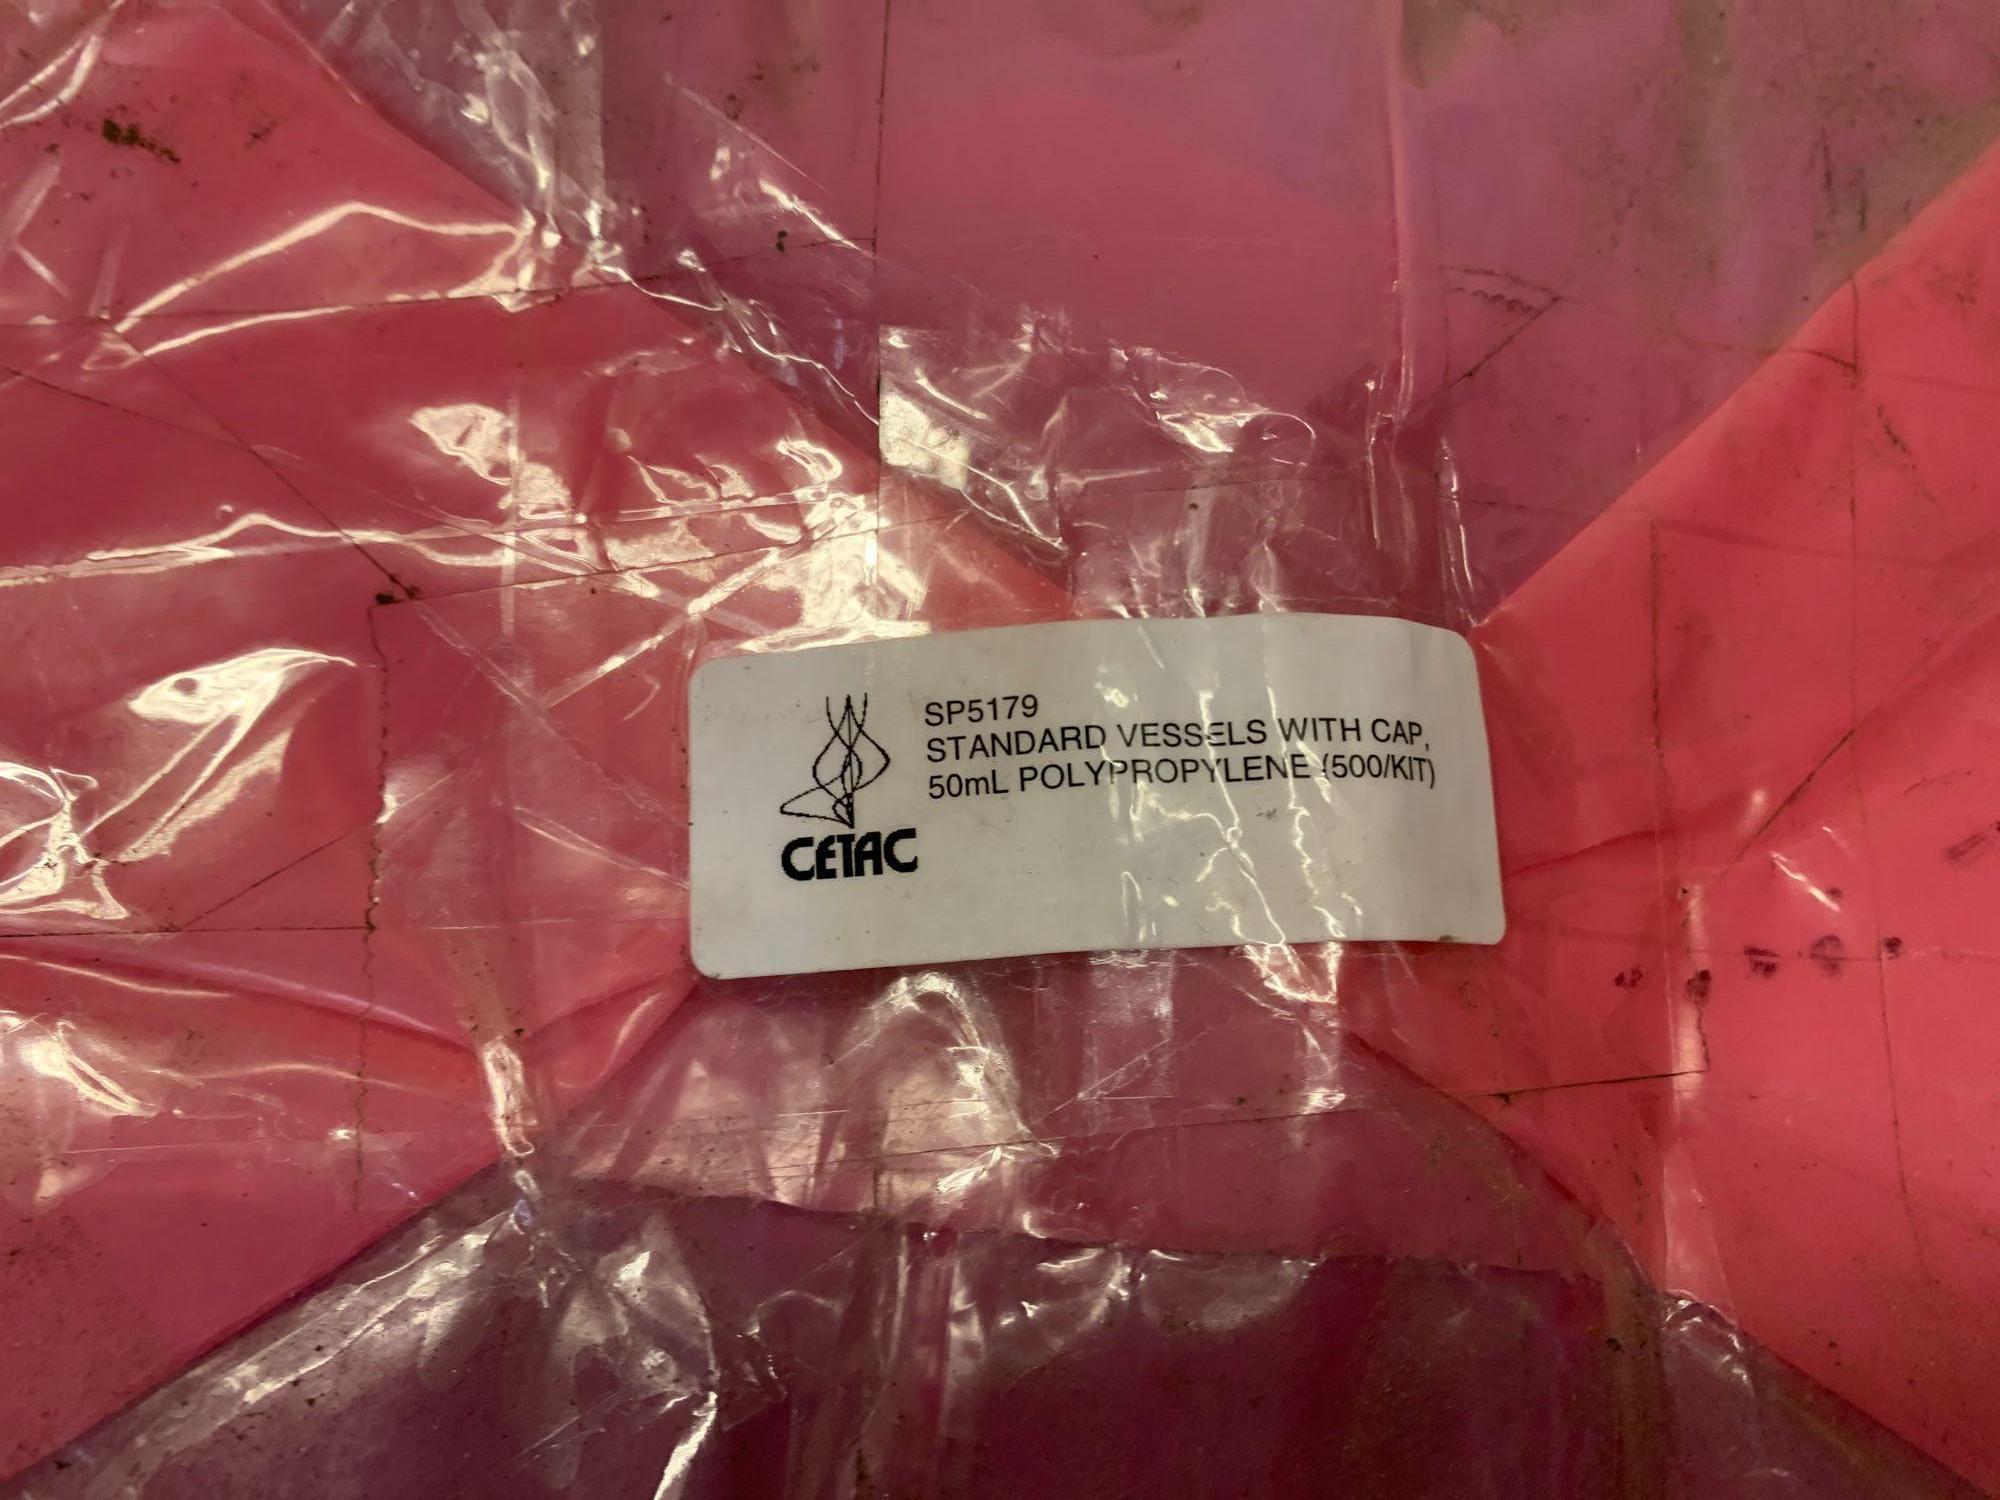 SP5179
STANDARD VESSELS WITH CAP,
50mL POLYPROPYLENE (500/KIT)
CETAC